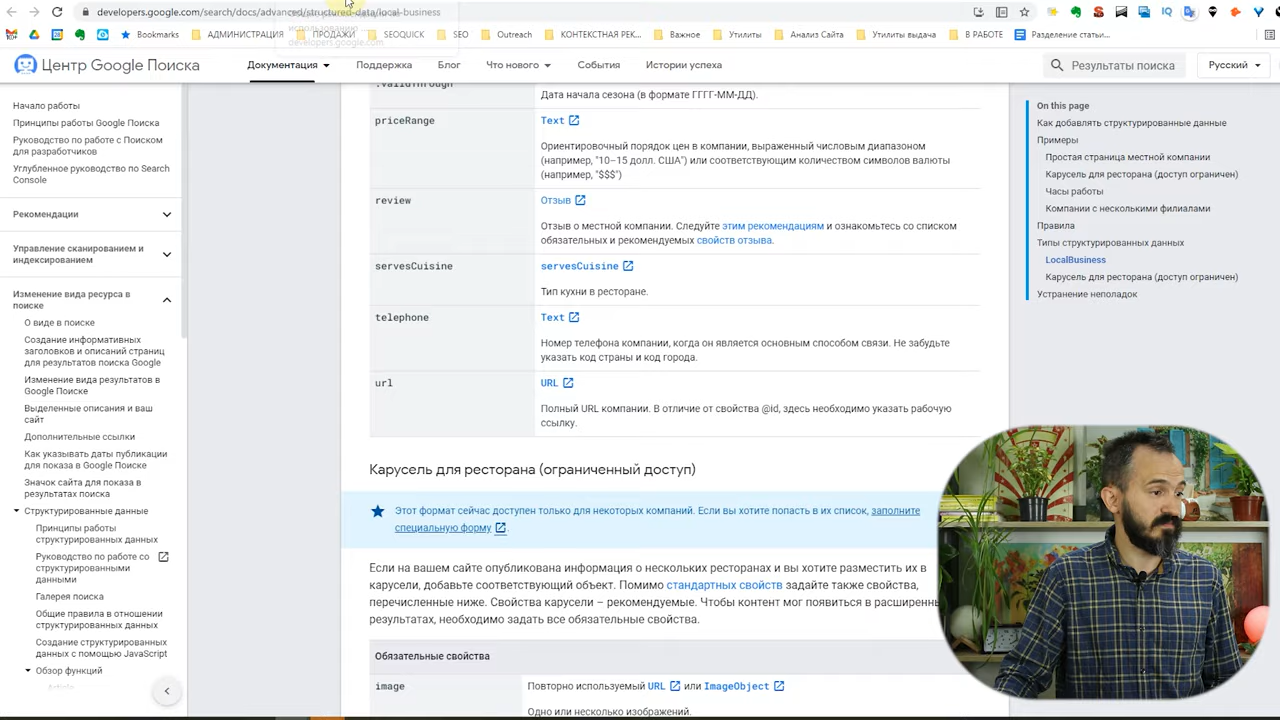 developers.google.com/search/docs/advanced/structured-data/local-business
использованию
developers.google.com
Bookmarks
АДМИНИСТРАЦИЯ
ПРОДАЖИ
SEOQUICK
SEO
Outreach
КОНТЕКСТНАЯ РЕК...
Важное
Утилиты
Анализ Сайта
Утилиты выдача
В РАБОТЕ
Разделение статьи...
Центр Google Поиска
Документация
Поддержка
Блог
Что нового
События
Истории успеха
Результаты поиска
Русский
Начало работы
Принципы работы Google Поиска
Руководство по работе с Поиском
для разработчиков
Углубленное руководство по Search
Console
Рекомендации
Управление сканированием и
индексированием
Изменение вида ресурса в
поиске
О виде в поиске
Создание информативных
заголовков и описаний страниц
для результатов поиска Google
Изменение вида результатов в
Google Поиске
Выделенные описания и ваш
сайт
Дополнительные ссылки
Как указывать даты публикации
для показа в Google Поиске
Значок сайта для показа в
результатах поиска
Структурированные данные
Принципы работы
структурированных данных
Руководство по работе со
структурированными
данными
Галерея поиска
Общие правила в отношении
структурированных данных
Создание структурированных
данных с помощью JavaScript
Обзор функций
Article
.validThrough
Дата начала сезона (в формате ГГГГ-ММ-ДД).
priceRange
Text
Ориентировочный порядок цен в компании, выраженный числовым диапазоном
(например, "10–15 долл. США") или соответствующим количеством символов валюты
(например, "$$$")
review
Отзыв
Отзыв о местной компании. Следуйте этим рекомендациям и ознакомьтесь со списком
обязательных и рекомендуемых свойств отзыва.
servesCuisine
servesCuisine
Тип кухни в ресторане.
telephone
Text
Номер телефона компании, когда он является основным способом связи. Не забудьте
указать код страны и код города.
url
URL
Полный URL компании. В отличие от свойства @id, здесь необходимо указать рабочую
ссылку.
Карусель для ресторана (ограниченный доступ)
Этот формат сейчас доступен только для некоторых компаний. Если вы хотите попасть в их список, заполните
специальную форму.
Если на вашем сайте опубликована информация о нескольких ресторанах и вы хотите разместить их в
карусели, добавьте соответствующий объект. Помимо стандартных свойств задайте также свойства,
перечисленные ниже. Свойства карусели – рекомендуемые. Чтобы контент мог появиться в расширенн
результатах, необходимо задать все обязательные свойства.
Обязательные свойства
image
Повторно используемый URL или ImageObject
Одно или несколько изображений.
On this page
Как добавлять структурированные данные
Примеры
Простая страница местной компании
Карусель для ресторана (доступ ограничен)
Часы работы
Компании с несколькими филиалами
Правила
Типы структурированных данных
LocalBusiness
Карусель для ресторана (доступ ограничен)
Устранение неполадок